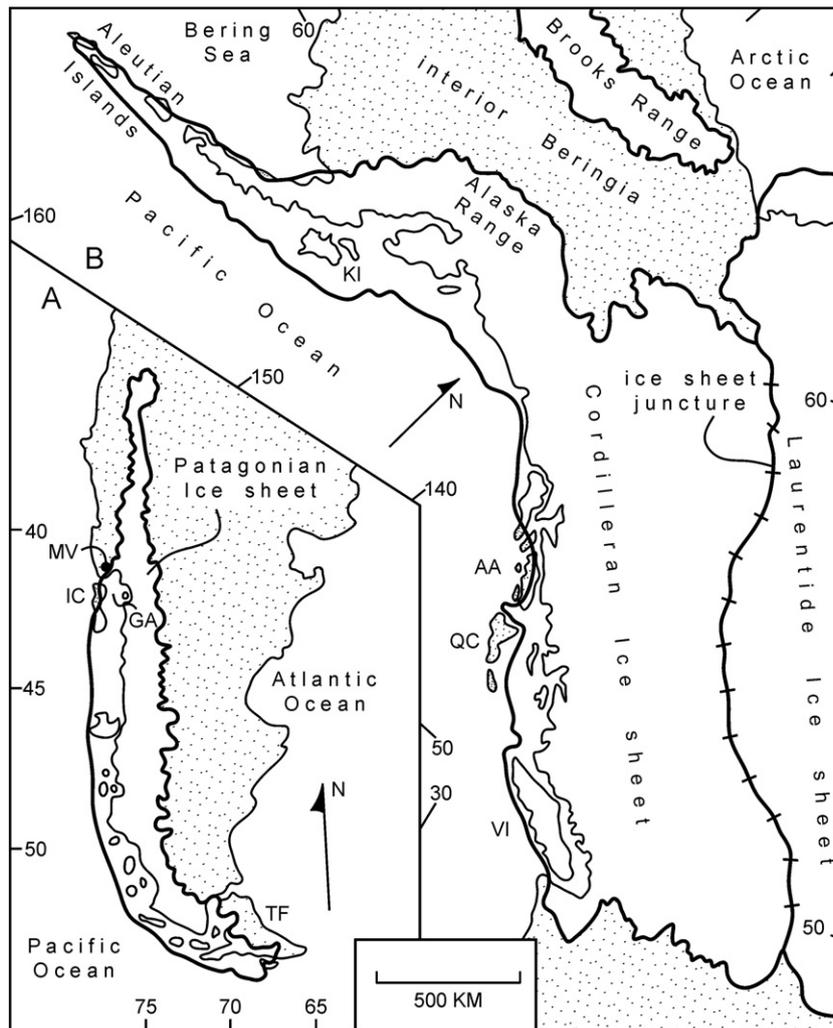 Bering
Sea
60
Aleutian
Islands
interior
Beringia
Brooks
Range
Arctic
Ocean
160
B
A
Pacific
Ocean
KI
Alaska
Range
150
N
140
ice sheet
juncture
60
Cordilleran Ice sheet
Laurentide Ice sheet
Patagonian
Ice sheet
40
MV
IC
GA
AA
QC
45
Atlantic
Ocean
50
30
N
VI
50
TF
Pacific
Ocean
50
500 KM
75
70
65